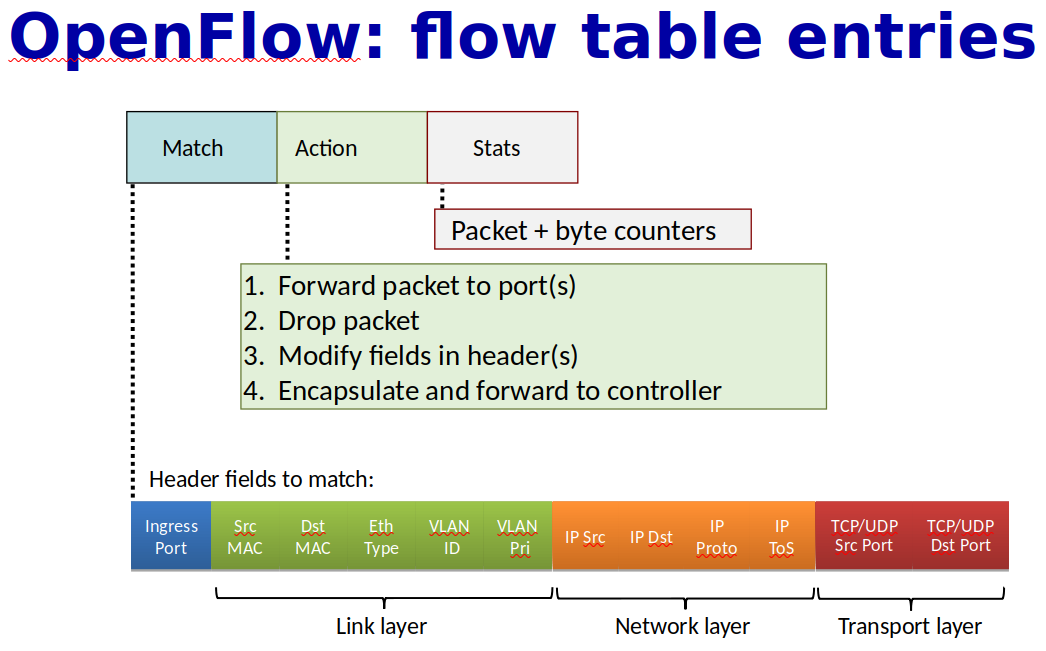 OpenFlow: flow table entries
Match Action Stats
Packet + byte counters
1. Forward packet to port(s)
2. Drop packet
3. Modify fields in header(s)
4. Encapsulate and forward to controller
Header fields to match:
Ingress Port
Src MAC
Dst MAC
Eth Type
VLAN ID
VLAN Pri
IP Src
IP Dst
IP Proto
IP ToS
TCP/UDP Src Port
TCP/UDP Dst Port
Link layer Network layer Transport layer